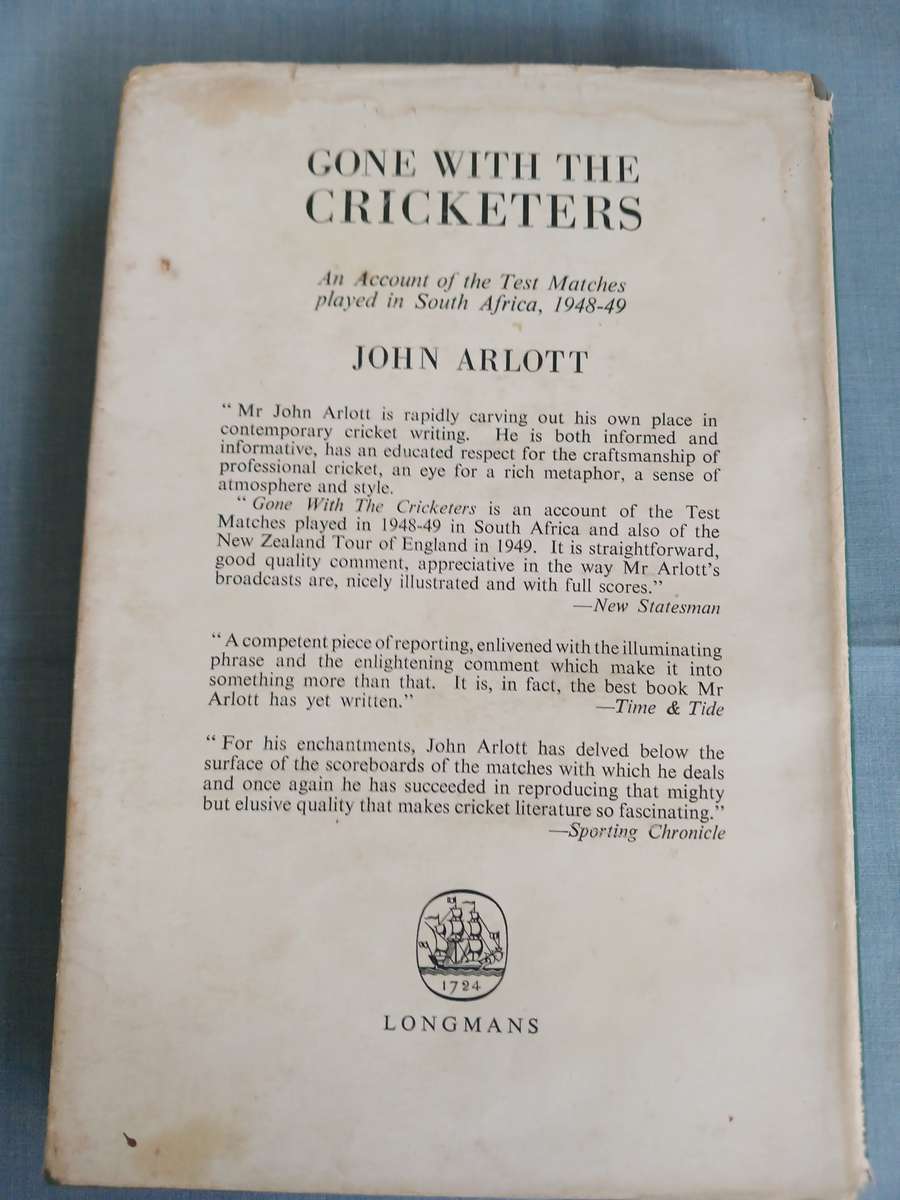 GONE WITH THE
CRICKETERS
An Account of the Test Matches
played in South Africa, 1948-49
JOHN ARLOTT
“ Mr John Arlott is rapidly carving out his own place in
contemporary cricket writing. He is both informed and
informative, has an educated respect for the craftsmanship of
professional cricket, an eye for a rich metaphor, a sense of
atmosphere and style.
“ Gone With The Cricketers is an account of the Test
Matches played in 1948-49 in South Africa and also of the
New Zealand Tour of England in 1949. It is straightforward,
good quality comment, appreciative in the way Mr Arlott’s
broadcasts are, nicely illustrated and with full scores.”
—New Statesman
“ A competent piece of reporting, enlivened with the illuminating
phrase and the enlightening comment which make it into
something more than that. It is, in fact, the best book Mr
Arlott has yet written.” —Time & Tide
“ For his enchantments, John Arlott has delved below the
surface of the scoreboards of the matches with which he deals
and once again he has succeeded in reproducing that mighty
but elusive quality that makes cricket literature so fascinating.”
—Sporting Chronicle
1724
LONGMANS